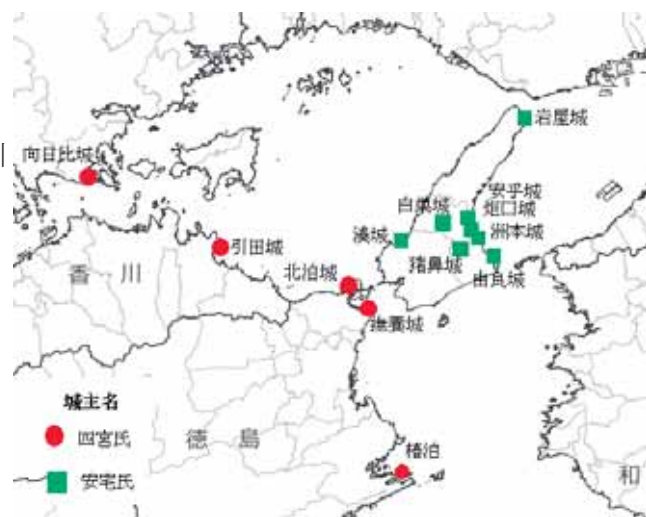 岩屋城
向日比城
安乎城
白巣城
炬口城
湊城
洲本城
引田城
猪鼻城
由良城
北泊城
香川
撫養城
城主名
四宮氏
徳島
椿泊
安宅氏
和